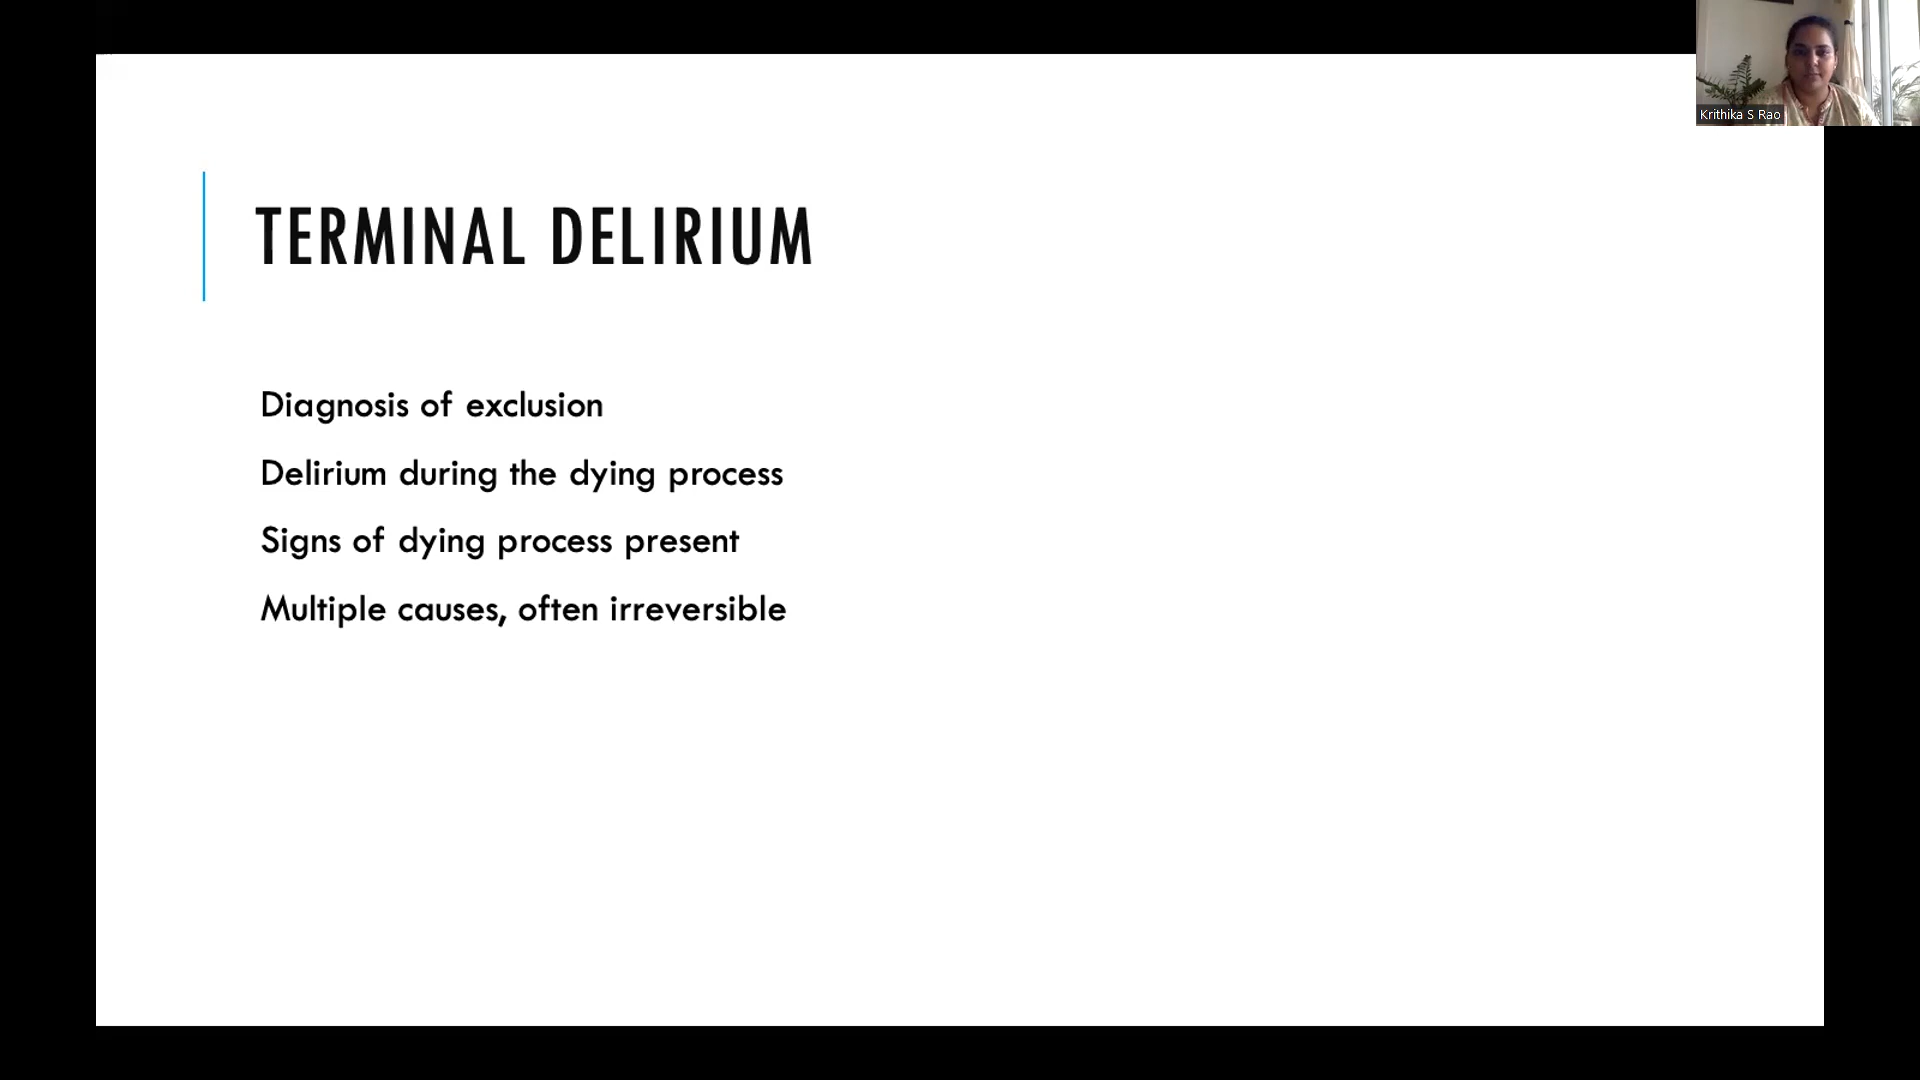 Krithika S Rao
TERMINAL DELIRIUM
Diagnosis of exclusion
Delirium during the dying process
Signs of dying process present
Multiple causes, often irreversible